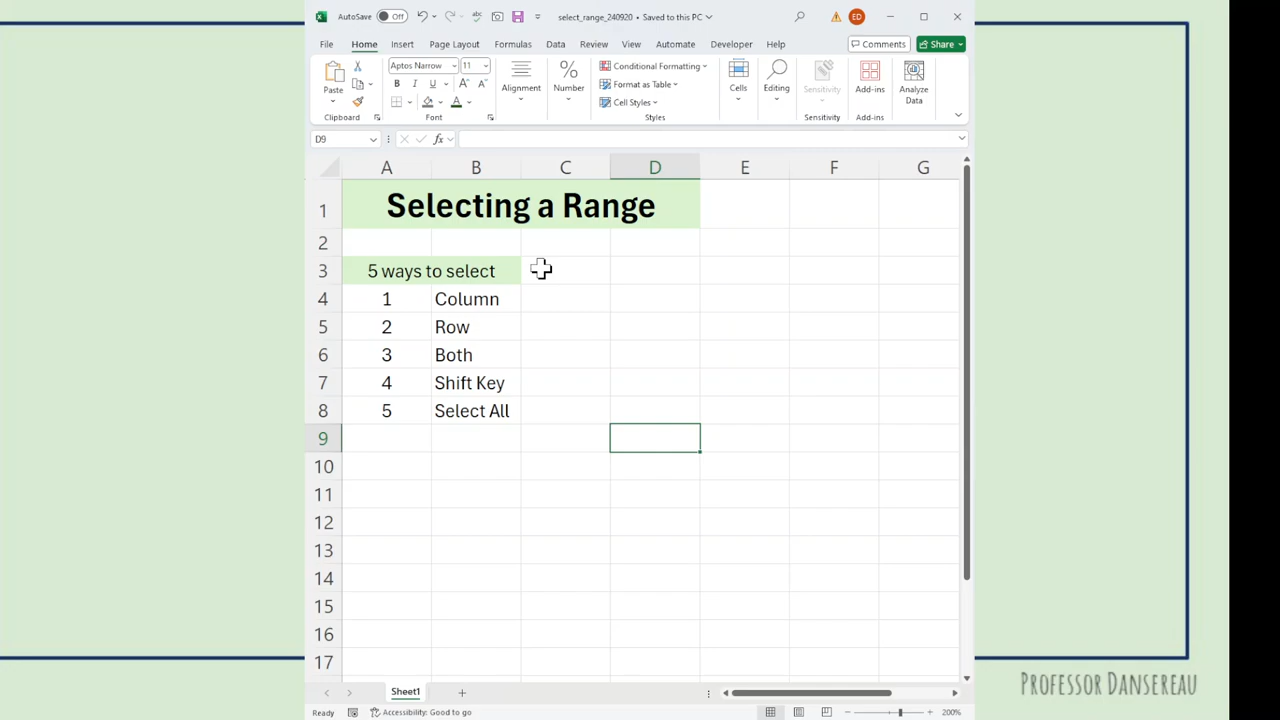 AutoSave Off select_range_240920 • Saved to this PC ED
File Home Insert Page Layout Formulas Data Review View Automate Developer Help Comments Share
Paste Aptos Narrow 11 Alignment Number Conditional Formatting Cells Editing Sensitivity Add-ins Analyze Data
B I U A A Format as Table
A Cell Styles
Clipboard Font Styles Sensitivity Add-ins
D9 fx
A B C D E F G
1 Selecting a Range
2
3 5 ways to select
4 1 Column
5 2 Row
6 3 Both
7 4 Shift Key
8 5 Select All
9
10
11
12
13
14
15
16
17
Sheet1
Ready Accessibility: Good to go 200%
Professor Dansereau